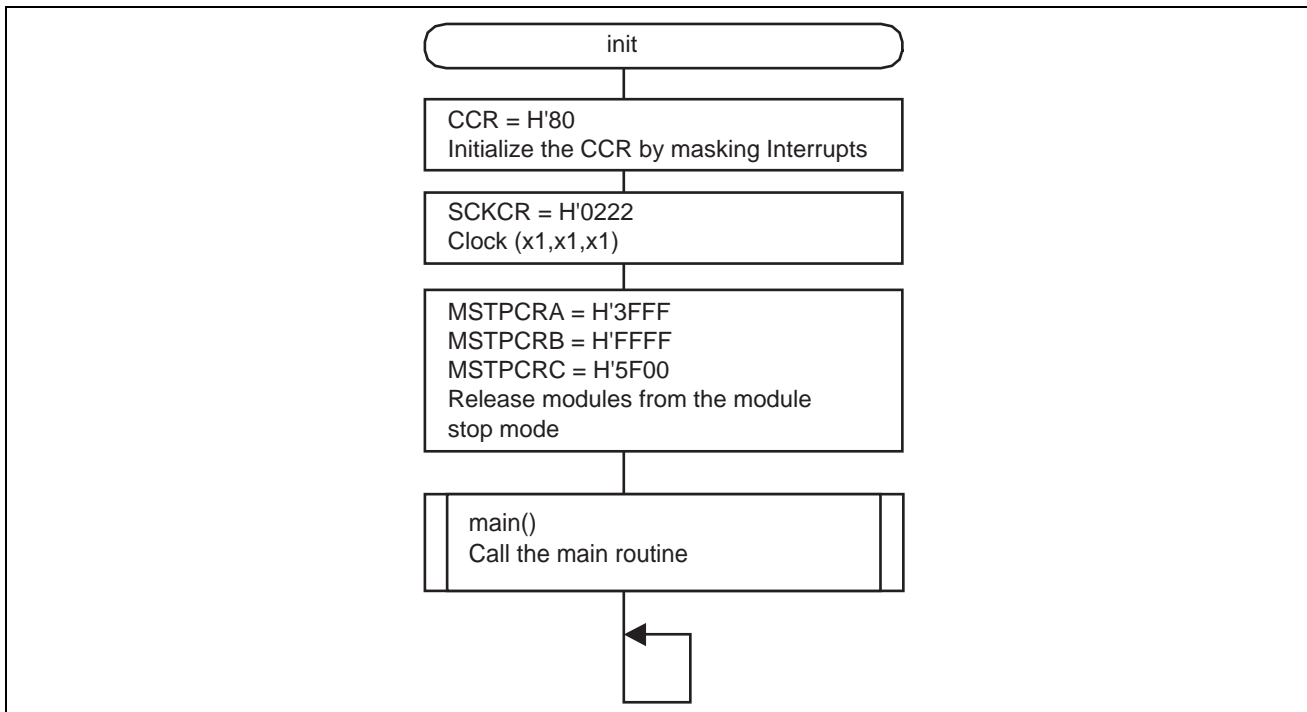 init
CCR = H'80
Initialize the CCR by masking Interrupts
SCKCR = H'0222
Clock (x1,x1,x1)
MSTPCRA = H'3FFF
MSTPCRB = H'FFFF
MSTPCRC = H'5F00
Release modules from the module
stop mode
main()
Call the main routine